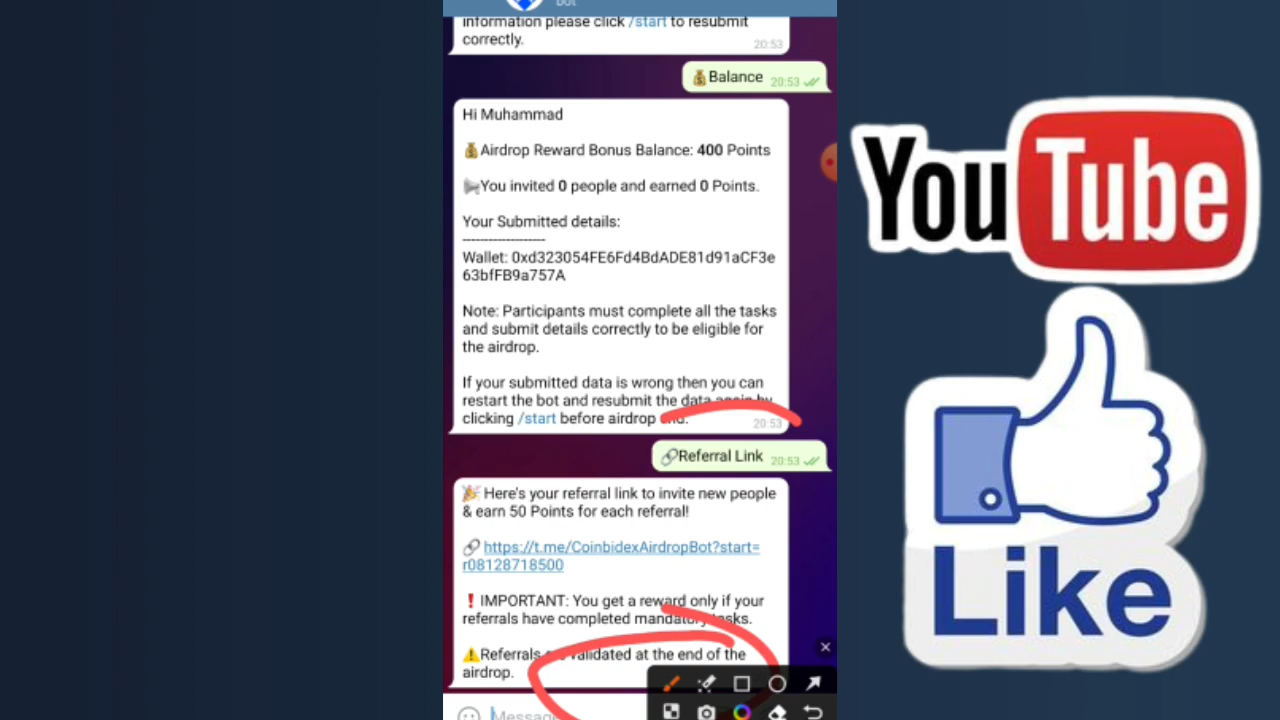 bot
information please click /start to resubmit
correctly.
20:53
💰Balance 20:53
Hi Muhammad
💰Airdrop Reward Bonus Balance: 400 Points
📢You invited 0 people and earned 0 Points.
Your Submitted details:
-------------------
Wallet: 0xd323054FE6Fd4BdADE81d91aCF3e
63bfFB9a757A
Note: Participants must complete all the tasks
and submit details correctly to be eligible for
the airdrop.
If your submitted data is wrong then you can
restart the bot and resubmit the data again by
clicking /start before airdrop end.
20:53
🔗Referral Link 20:53
🎉 Here's your referral link to invite new people
& earn 50 Points for each referral!
🔗 https://t.me/CoinbidexAirdropBot?start=
r08128718500
❗ IMPORTANT: You get a reward only if your
referrals have completed mandatory tasks.
⚠️Referrals are validated at the end of the
airdrop.
Message
YouTube
Like